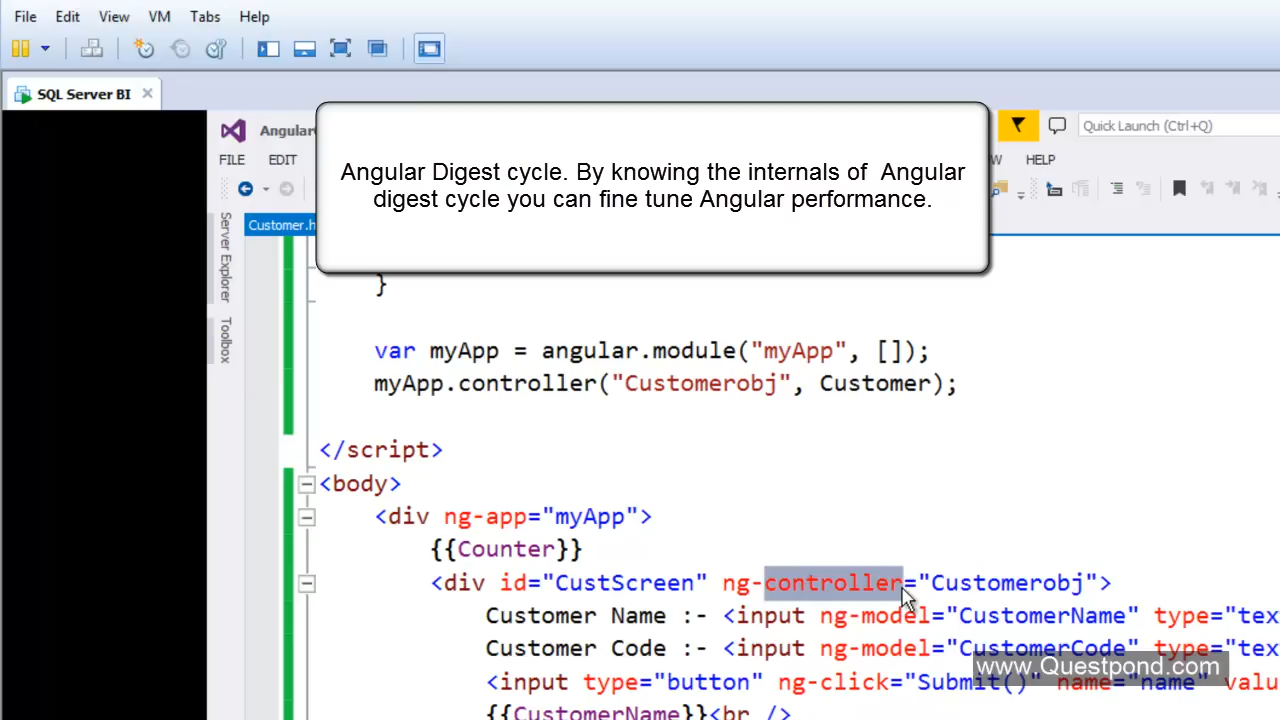 File Edit View VM Tabs Help
SQL Server BI
Angular
Quick Launch (Ctrl+Q)
FILE EDIT
W HELP
Angular Digest cycle. By knowing the internals of Angular
digest cycle you can fine tune Angular performance.
Server Explorer
Toolbox
Customer.h
}
var myApp = angular.module("myApp", []);
myApp.controller("Customerobj", Customer);
</script>
<body>
<div ng-app="myApp">
{{Counter}}
<div id="CustScreen" ng-controller="Customerobj">
Customer Name :- <input ng-model="CustomerName" type="tex
Customer Code :- <input ng-model="CustomerCode" type="tex
<input type="button" ng-click="Submit()" name="name" valu
{{CustomerName}}<br />
www.Questpond.com